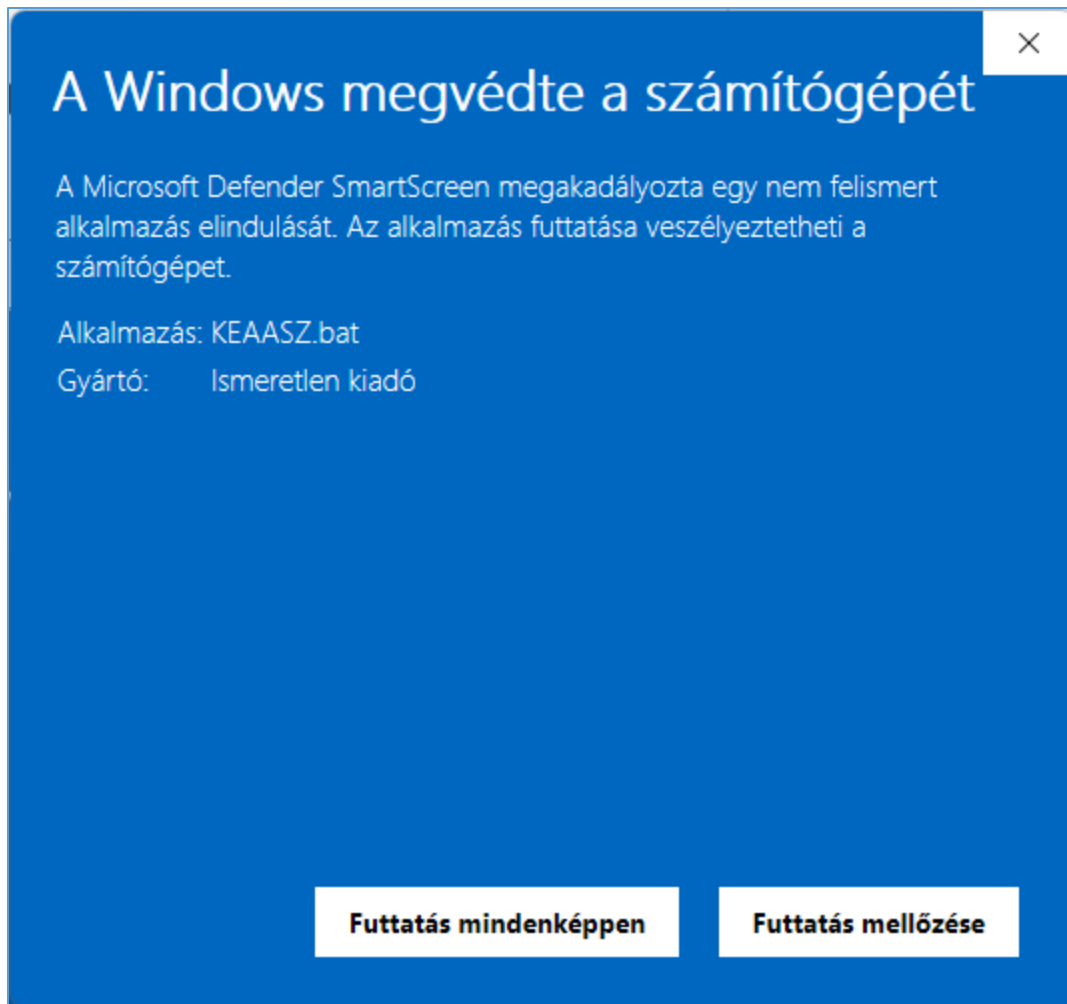 A Windows megvédte a számítógépét
A Microsoft Defender SmartScreen megakadályozta egy nem felismert
alkalmazás elindulását. Az alkalmazás futtatása veszélyeztetheti a
számítógépet.
Alkalmazás: KEAASZ.bat
Gyártó: Ismeretlen kiadó
Futtatás mindenképpen
Futtatás mellőzése